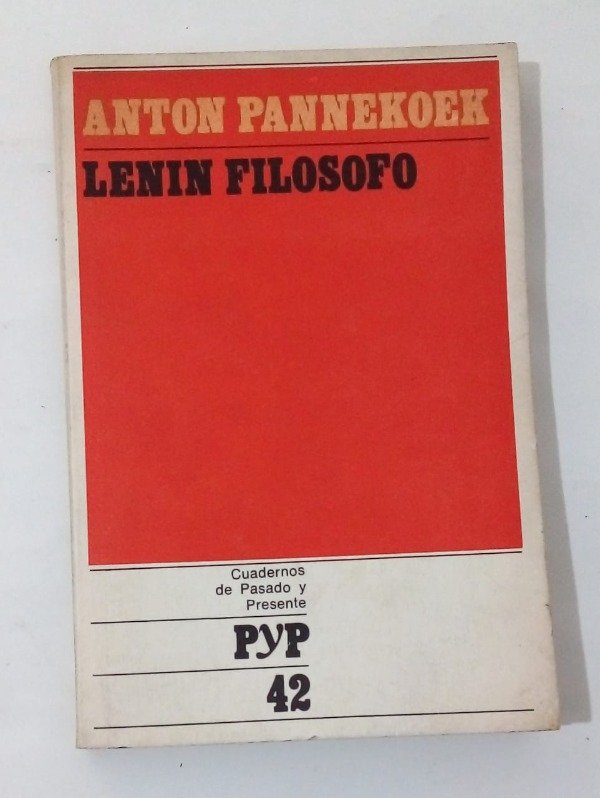 ANTON PANNEKOEK
LENIN FILOSOFO
Cuadernos
de Pasado y
Presente
PyP
42